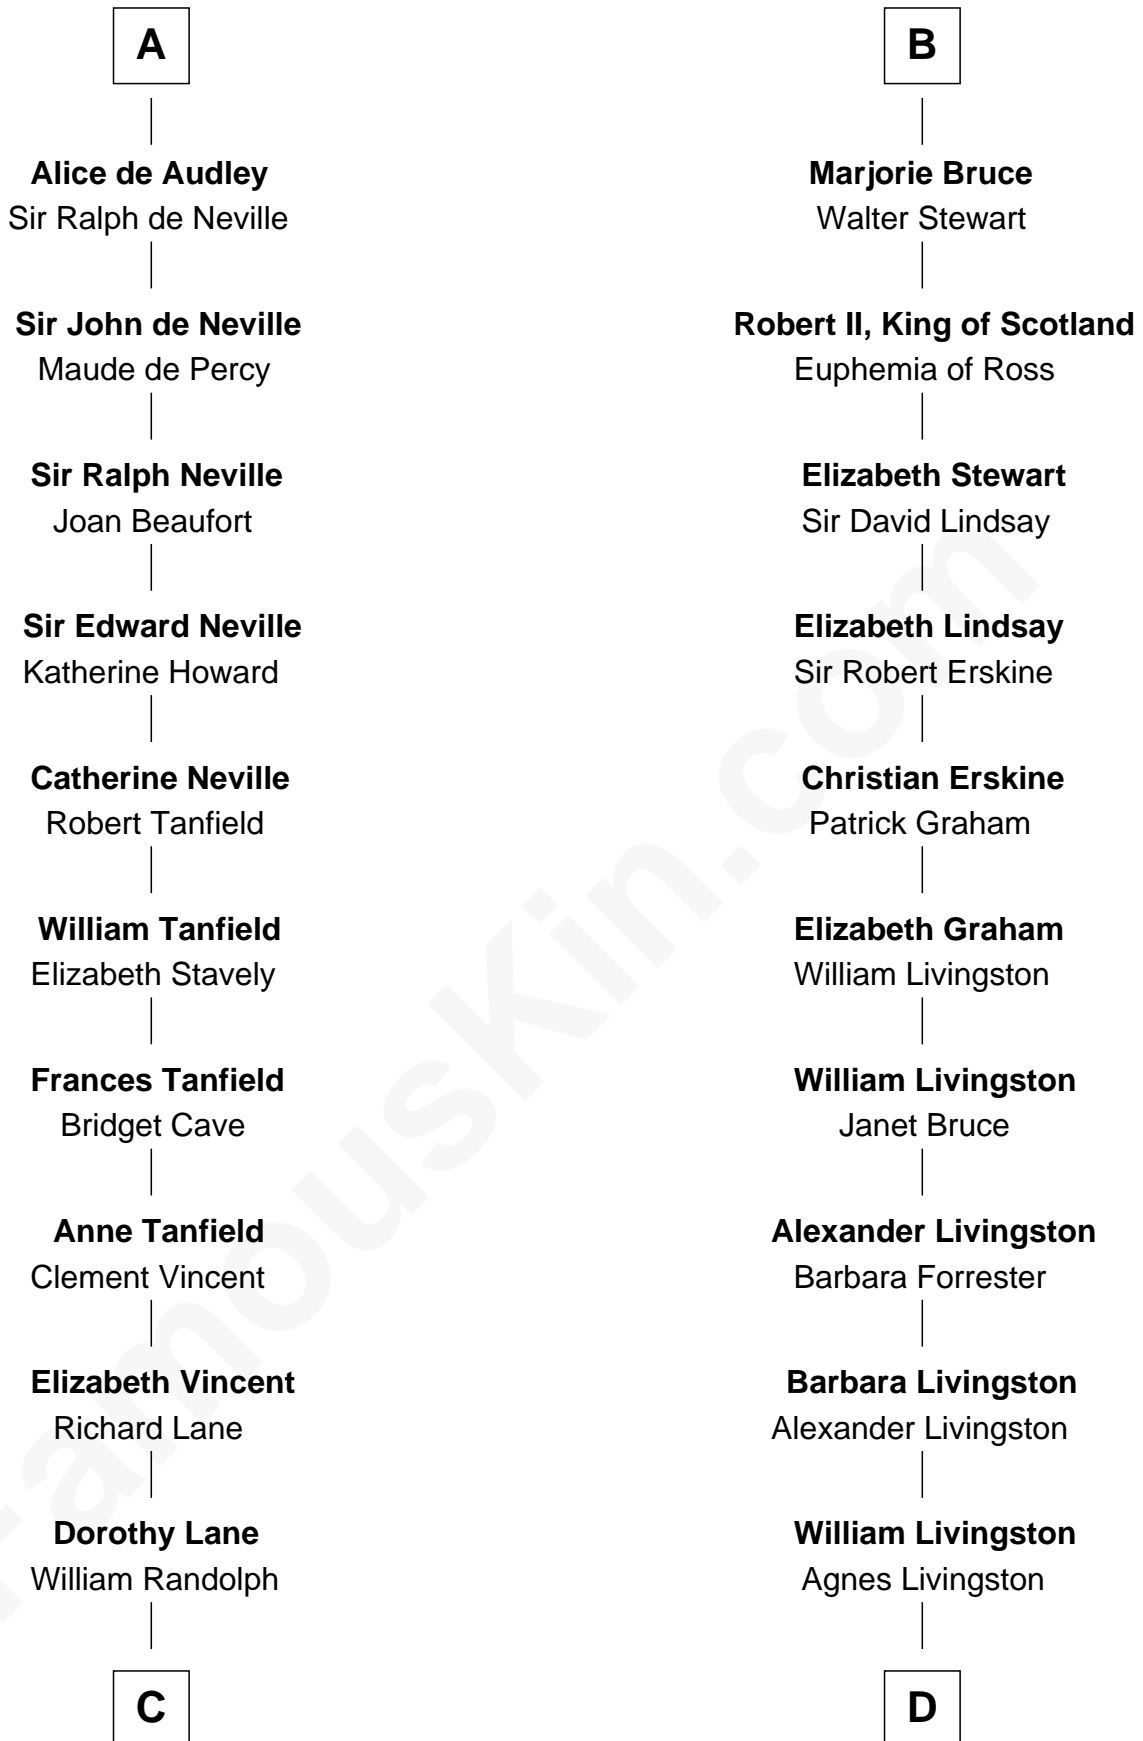 A
Alice de Audley
Sir Ralph de Neville
Sir John de Neville
Maude de Percy
Sir Ralph Neville
Joan Beaufort
Sir Edward Neville
Katherine Howard
Catherine Neville
Robert Tanfield
William Tanfield
Elizabeth Stavely
Frances Tanfield
Bridget Cave
Anne Tanfield
Clement Vincent
Elizabeth Vincent
Richard Lane
Dorothy Lane
William Randolph
C
B
Marjorie Bruce
Walter Stewart
Robert II, King of Scotland
Euphemia of Ross
Elizabeth Stewart
Sir David Lindsay
Elizabeth Lindsay
Sir Robert Erskine
Christian Erskine
Patrick Graham
Elizabeth Graham
William Livingston
William Livingston
Janet Bruce
Alexander Livingston
Barbara Forrester
Barbara Livingston
Alexander Livingston
William Livingston
Agnes Livingston
D
FamousKin.com